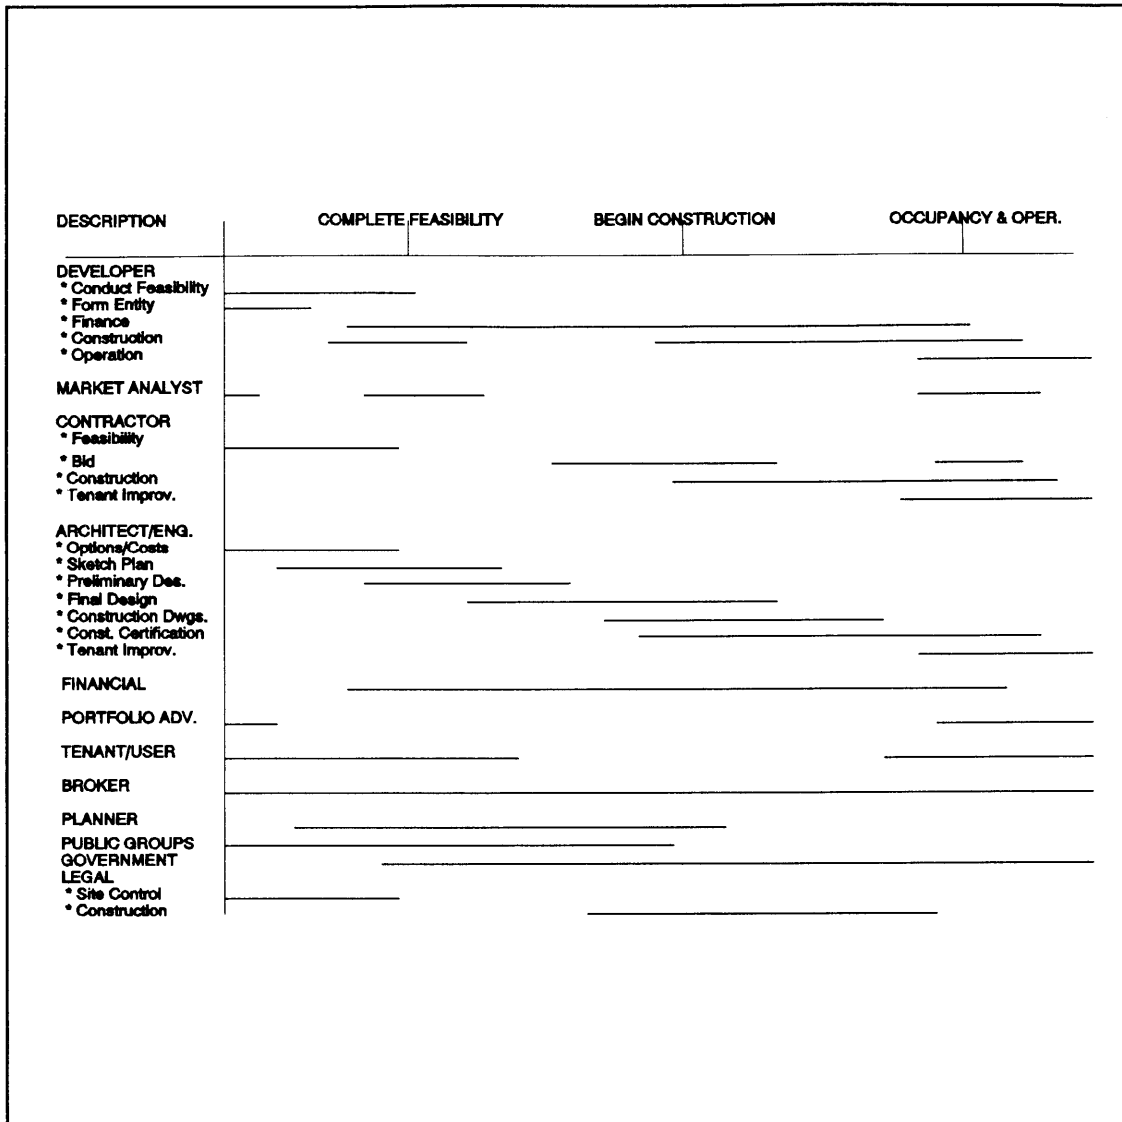 DESCRIPTION COMPLETE FEASIBILITY BEGIN CONSTRUCTION OCCUPANCY & OPER.
DEVELOPER
* Conduct Feasibility
* Form Entity
* Finance
* Construction
* Operation
MARKET ANALYST
CONTRACTOR
* Feasibility
* Bid
* Construction
* Tenant Improv.
ARCHITECT/ENG.
* Options/Costs
* Sketch Plan
* Preliminary Des.
* Final Design
* Construction Dwgs.
* Const. Certification
* Tenant Improv.
FINANCIAL
PORTFOLIO ADV.
TENANT/USER
BROKER
PLANNER
PUBLIC GROUPS
GOVERNMENT
LEGAL
* Site Control
* Construction